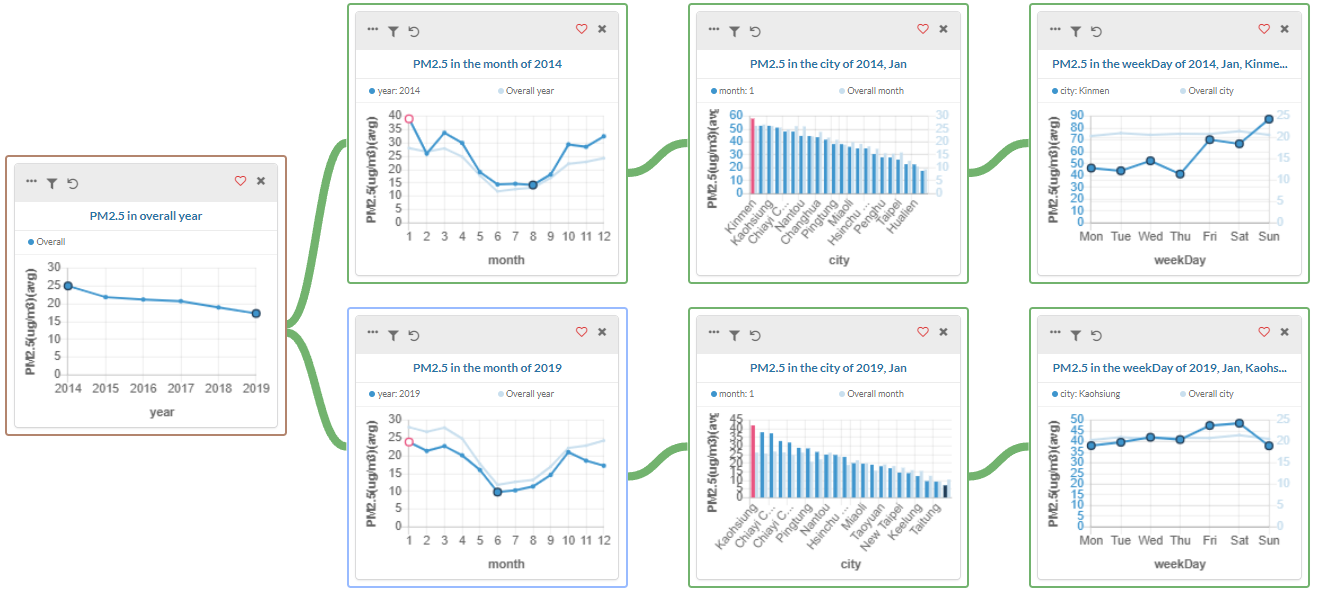 PM2.5 in overall year
Overall
PM2.5(ug/m3)(avg)
30
25
20
15
10
5
0
2014 2015 2016 2017 2018 2019
year
PM2.5 in the month of 2014
year: 2014 Overall year
PM2.5(ug/m3)(avg)
40
35
30
25
20
15
10
5
0
1 2 3 4 5 6 7 8 9 10 11 12
month
PM2.5 in the city of 2014, Jan
month: 1 Overall month
PM2.5(ug/m3)(avg
60 30
50 25
40 20
30 15
20 10
10 5
0 0
Kinmen Kaohsiung Chiayi C... Nantou Changhua Pingtung Miaoli Hsinchu ... Penghu Taipei Hualien
city
PM2.5 in the weekDay of 2014, Jan, Kinme...
city: Kinmen Overall city
PM2.5(ug/m3)(avg)
90 25
80
70 20
60
50 15
40 10
30
20 5
10
0 0
Mon Tue Wed Thu Fri Sat Sun
weekDay
PM2.5 in the month of 2019
year: 2019 Overall year
PM2.5(ug/m3)(avg)
30
25
20
15
10
5
0
1 2 3 4 5 6 7 8 9 10 11 12
month
PM2.5 in the city of 2019, Jan
month: 1 Overall month
PM2.5(ug/m3)(avg
45
40
35
30
25
20
15
10
5
0
Kaohsiung Chiayi C... Chiayi C... Pingtung Nantou Hsinchu ... Miaoli Taoyuan New Taipei Keelung Taitung
city
PM2.5 in the weekDay of 2019, Jan, Kaohs...
city: Kaohsiung Overall city
PM2.5(ug/m3)(avg)
50 25
45
40 20
35
30 15
25
20 10
15
10 5
5
0 0
Mon Tue Wed Thu Fri Sat Sun
weekDay